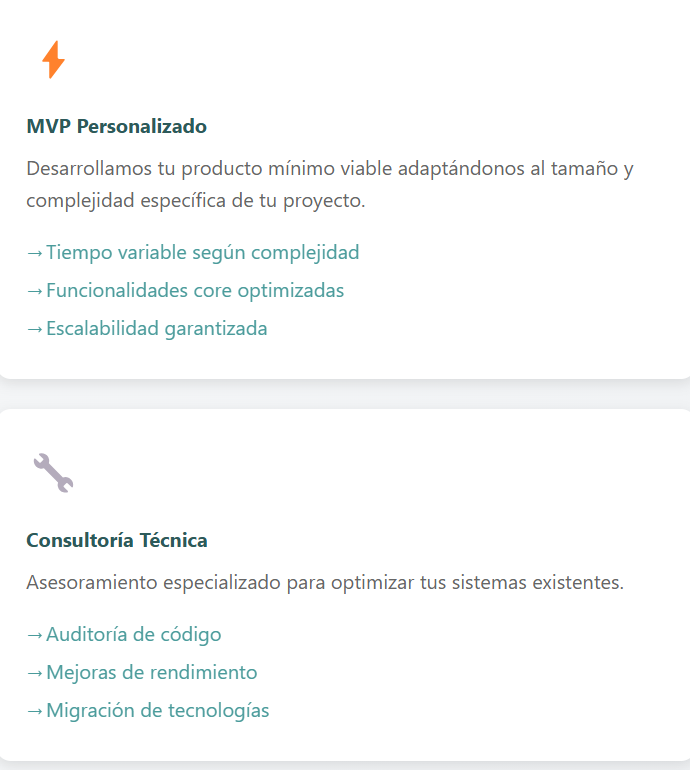 MVP Personalizado
Desarrollamos tu producto mínimo viable adaptándonos al tamaño y
complejidad específica de tu proyecto.
→Tiempo variable según complejidad
→Funcionalidades core optimizadas
→Escalabilidad garantizada
Consultoría Técnica
Asesoramiento especializado para optimizar tus sistemas existentes.
→Auditoría de código
→Mejoras de rendimiento
→Migración de tecnologías